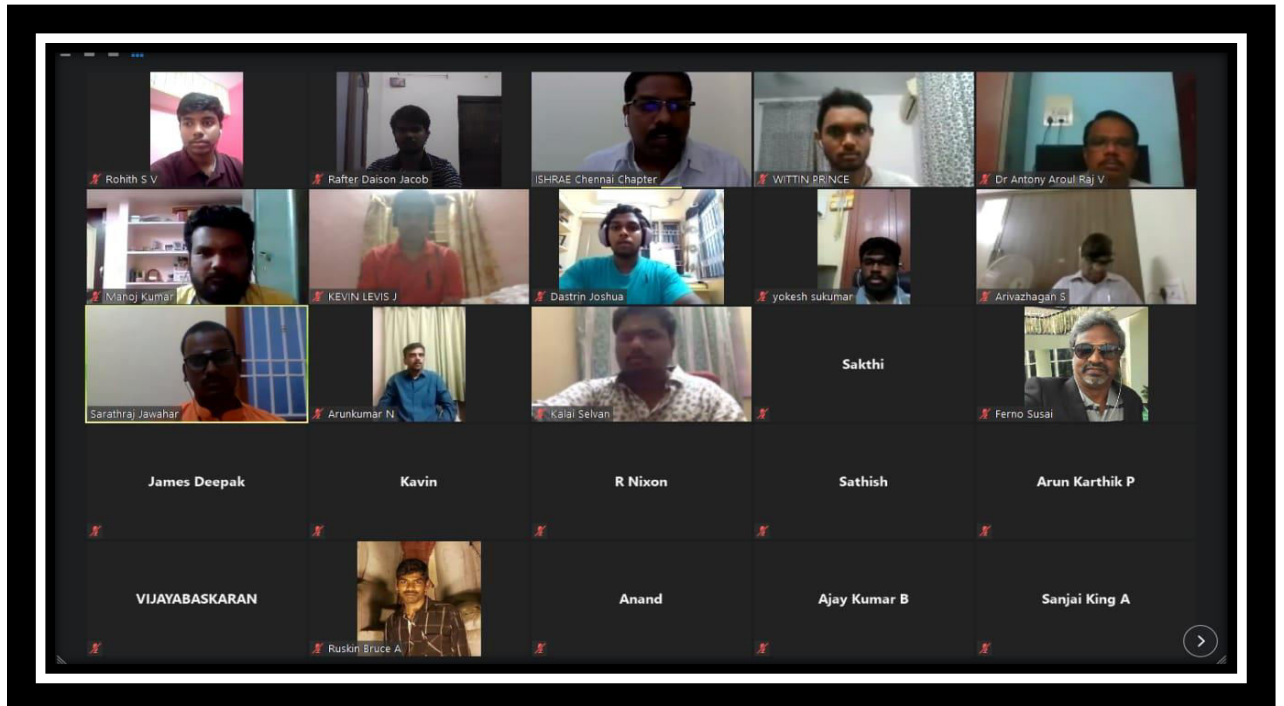 Rohith S V
Rafter Daison Jacob
ISHRAE Chennai Chapter
WITTIN PRINCE
Dr Antony Aroul Raj V
Manoj Kumar
KEVIN LEVIS J
Dastrin Joshua
yokesh sukumar
Arivazhagan S
Sarathraj Jawahar
Arunkumar N
Kalai Selvan
Sakthi
Ferno Susai
James Deepak
Kavin
R Nixon
Sathish
Arun Karthik P
VIJAYABASKARAN
Ruskin Bruce A
Anand
Ajay Kumar B
Sanjai King A